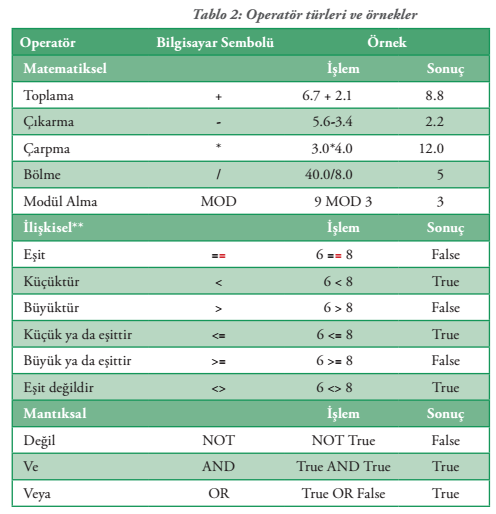 Tablo 2: Operatör türleri ve örnekler
Operatör Bilgisayar Sembolü Örnek
Matematiksel İşlem Sonuç
Toplama + 6.7 + 2.1 8.8
Çıkarma - 5.6-3.4 2.2
Çarpma * 3.0*4.0 12.0
Bölme / 40.0/8.0 5
Modül Alma MOD 9 MOD 3 3
İlişkisel** İşlem Sonuç
Eşit == 6 == 8 False
Küçüktür < 6 < 8 True
Büyüktür > 6 > 8 False
Küçük ya da eşittir <= 6 <= 8 True
Büyük ya da eşittir >= 6 >= 8 False
Eşit değildir <> 6 <> 8 True
Mantıksal İşlem Sonuç
Değil NOT NOT True False
Ve AND True AND True True
Veya OR True OR False True